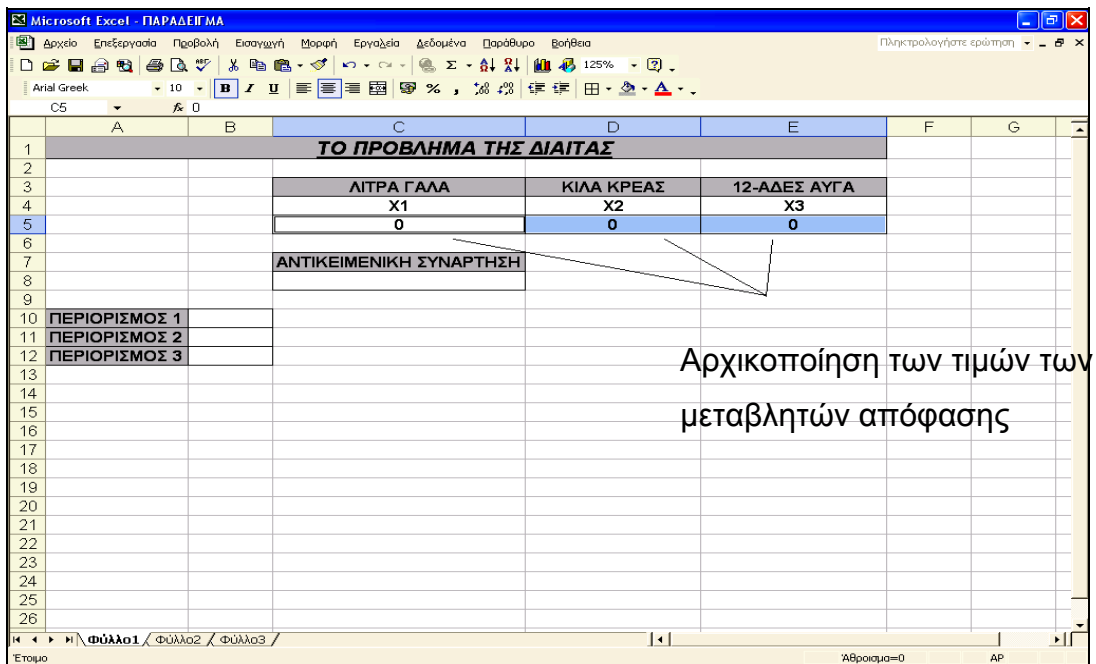 Microsoft Excel - ΠΑΡΑΔΕΙΓΜΑ
Αρχείο Επεξεργασία Προβολή Εισαγωγή Μορφή Εργαλεία Δεδομένα Παράθυρο Βοήθεια Πληκτρολογήστε ερώτηση
125%
Arial Greek 10 B I U
C5 fx 0
A B C D E F G
1 ΤΟ ΠΡΟΒΛΗΜΑ ΤΗΣ ΔΙΑΙΤΑΣ
2
3 ΛΙΤΡΑ ΓΑΛΑ ΚΙΛΑ ΚΡΕΑΣ 12-ΑΔΕΣ ΑΥΓΑ
4 X1 X2 X3
5 0 0 0
6
7 ΑΝΤΙΚΕΙΜΕΝΙΚΗ ΣΥΝΑΡΤΗΣΗ
8
9
10 ΠΕΡΙΟΡΙΣΜΟΣ 1
11 ΠΕΡΙΟΡΙΣΜΟΣ 2
12 ΠΕΡΙΟΡΙΣΜΟΣ 3
Αρχικοποίηση των τιμών των
13
14
15
μεταβλητών απόφασης
16
17
18
19
20
21
22
23
24
25
26
Φύλλο1 Φύλλο2 Φύλλο3
Έτοιμο Άθροισμα=0 AP